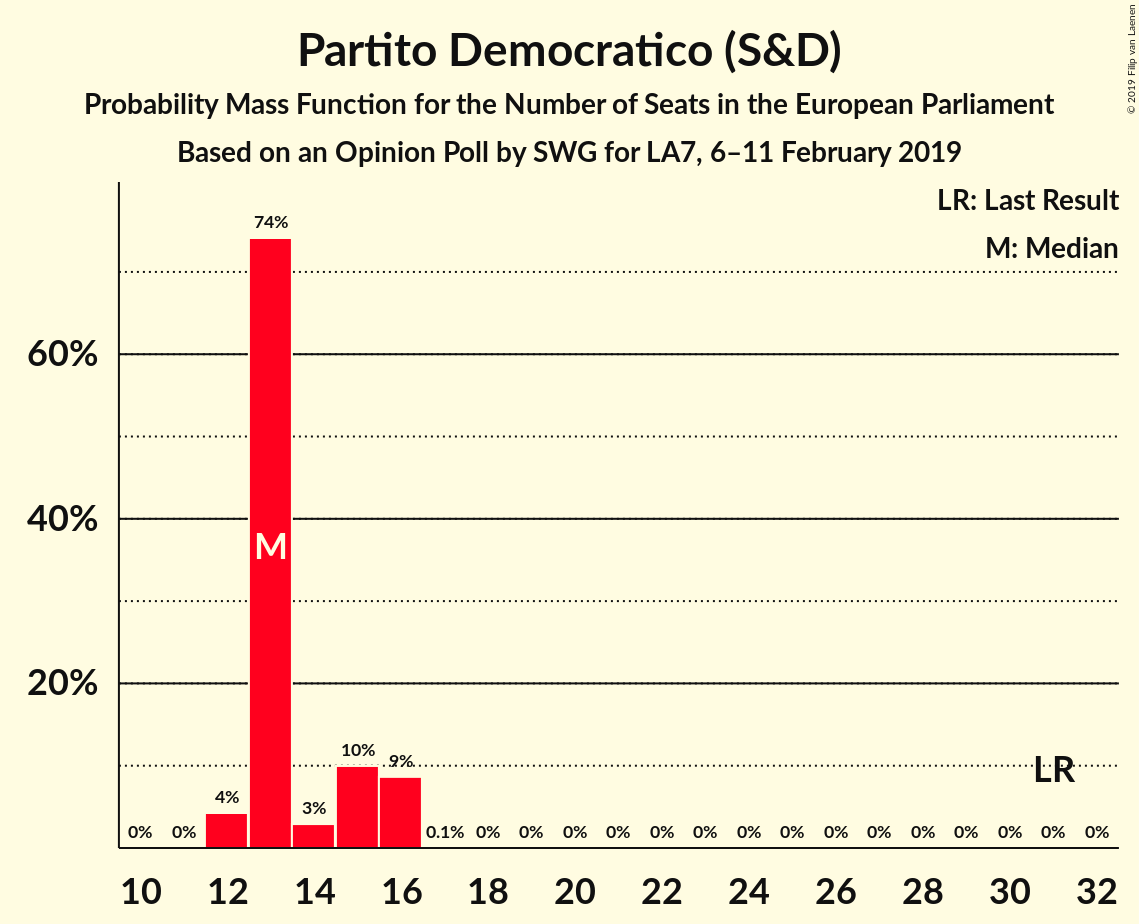 Partito Democratico (S&D)
Probability Mass Function for the Number of Seats in the European Parliament
Based on an Opinion Poll by SWG for LA7, 6–11 February 2019
© 2019 Filip van Laenen
LR: Last Result
M: Median
74%
60%
40%
M
20%
10%
9%
LR
4%
3%
0% 0% 0.1% 0% 0% 0% 0% 0% 0% 0% 0% 0% 0% 0% 0% 0% 0% 0%
10 12 14 16 18 20 22 24 26 28 30 32